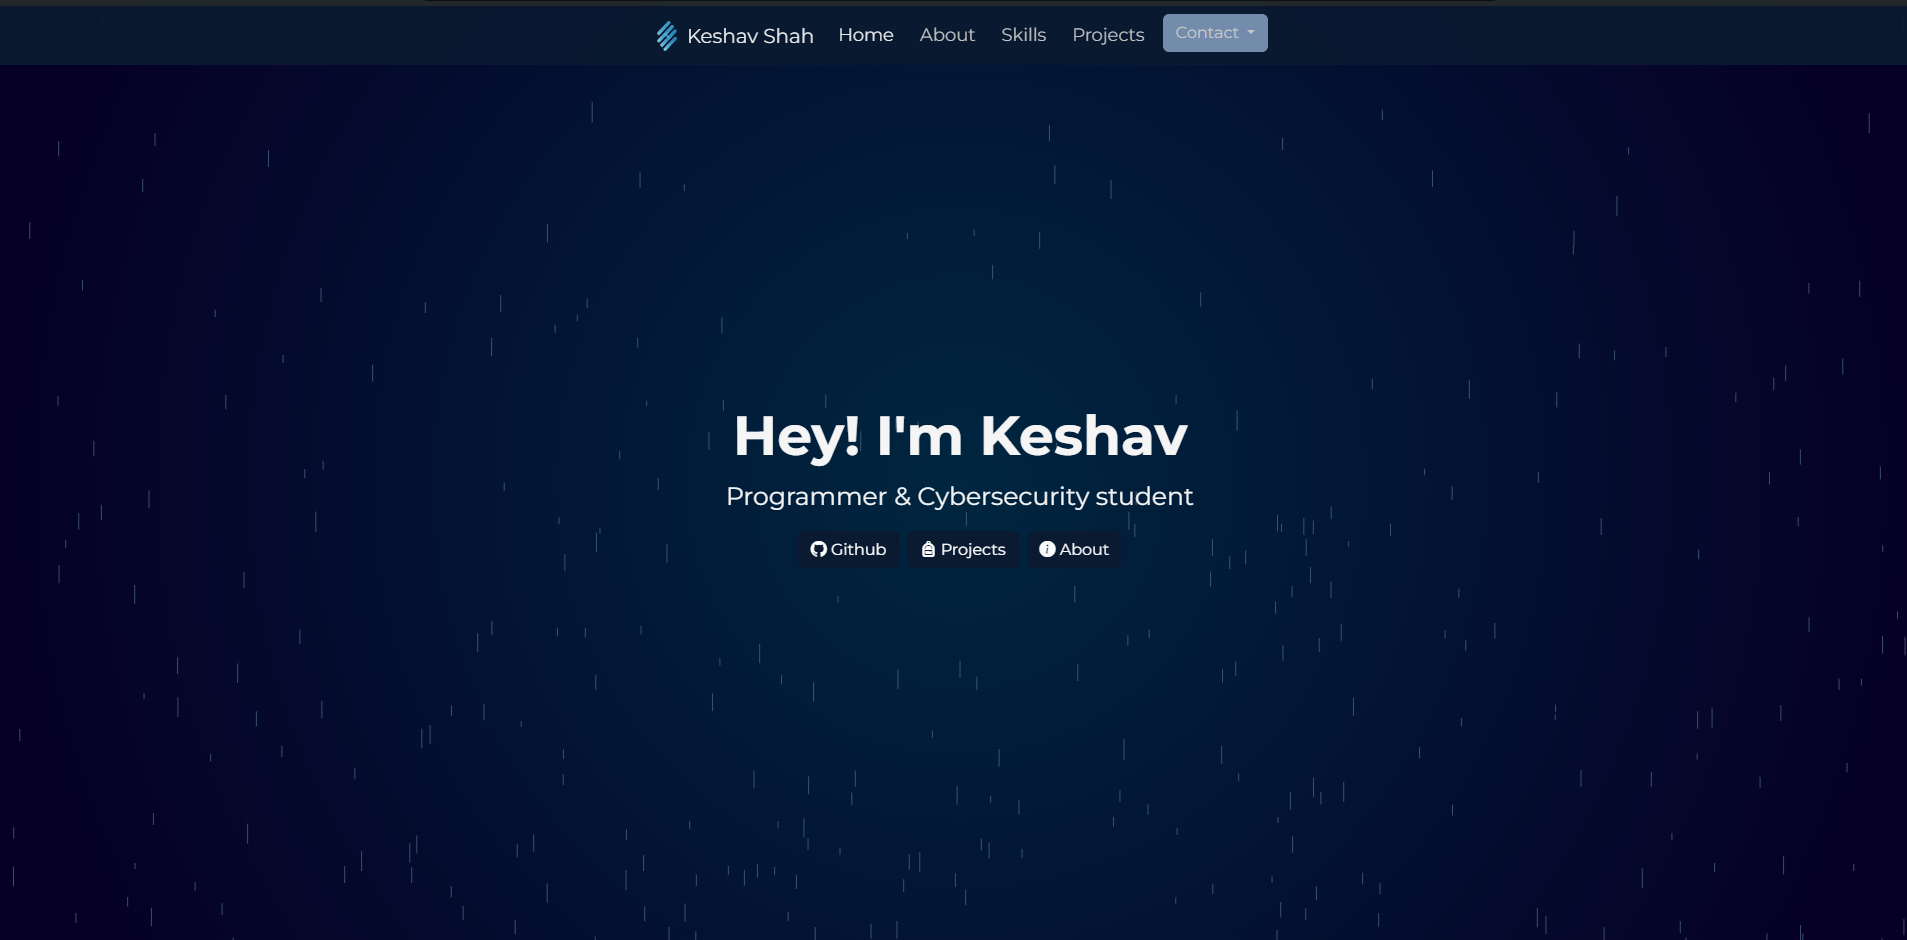 Keshav Shah Home About Skills Projects Contact
Hey! I'm Keshav
Programmer & Cybersecurity student
Github Projects About